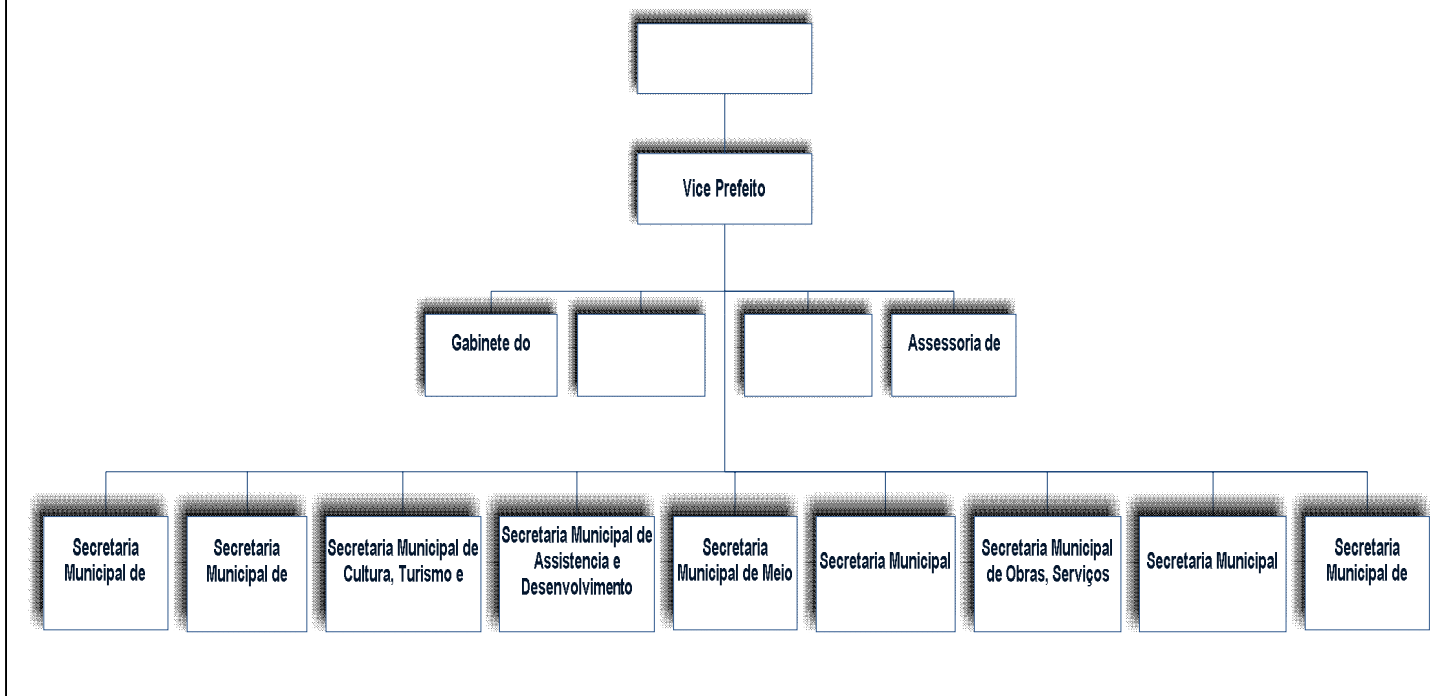 Vice Prefeito
Gabinete do
Assessoria de
Secretaria
Municipal de
Secretaria
Municipal de
Secretaria Municipal de
Cultura, Turismo e
Secretaria Municipal de
Assistencia e
Desenvolvimento
Secretaria
Municipal de Meio
Secretaria Municipal
Secretaria Municipal
de Obras, Serviços
Secretaria Municipal
Secretaria
Municipal de